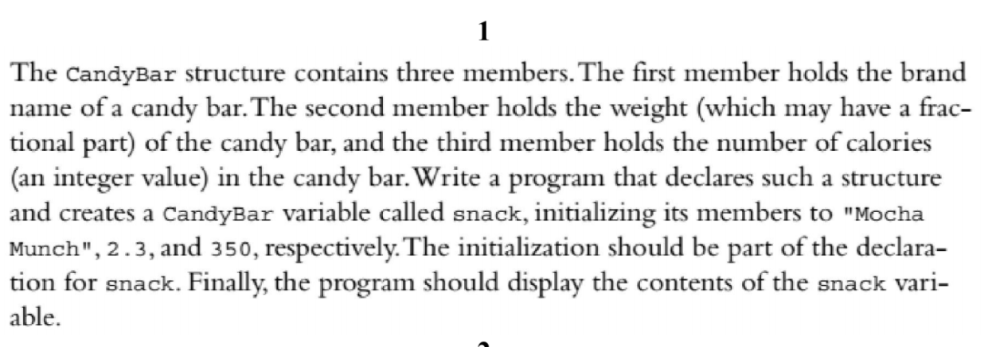 1
The CandyBar structure contains three members. The first member holds the brand
name of a candy bar. The second member holds the weight (which may have a frac-
tional part) of the candy bar, and the third member holds the number of calories
(an integer value) in the candy bar. Write a program that declares such a structure
and creates a CandyBar variable called snack, initializing its members to "Mocha
Munch", 2.3, and 350, respectively. The initialization should be part of the declara-
tion for snack. Finally, the program should display the contents of the snack vari-
able.